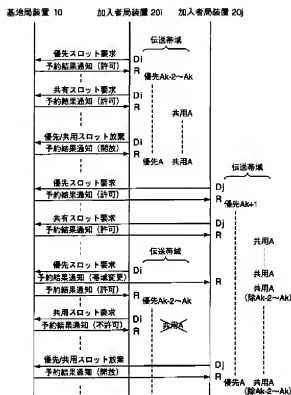 基地局装置 10 加入者局装置 20i 加入者局装置 20j
伝送帯域
優先スロット要求 Di
予約結果通知（許可） R
優先Ak-2～Ak
共有スロット要求 Di
予約結果通知（許可） R
共用A
優先/共用スロット放棄 Di
予約結果通知（開放） R
優先A 共用A
伝送帯域
優先スロット要求 Dj
予約結果通知（許可） R
優先Ak+1
共有スロット要求 Dj
予約結果通知（許可） R
共用A
伝送帯域
優先スロット要求 Di
予約結果通知（帯域変更） R
共用A
予約結果通知（許可） R
優先Ak-2～Ak
共用A
（除Ak-2～Ak）
共用スロット要求 Di
予約結果通知（不許可） R
共用A
優先/共用スロット放棄 Dj
予約結果通知（開放） R
優先A 共用A
（除Ak-2～Ak）